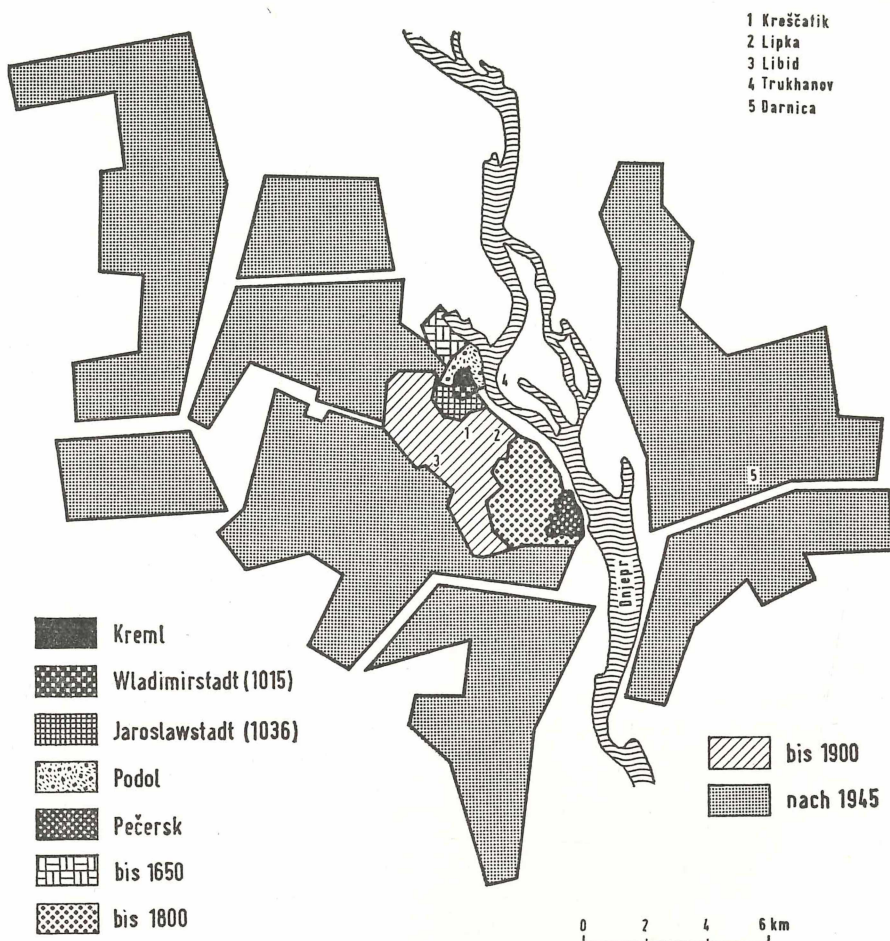 1 Kreščatik
2 Lipka
3 Libid
4 Trukhanov
5 Darnica
4
1
2
3
5
Dnjepr
Kreml
Wladimirstadt (1015)
Jaroslawstadt (1036)
Podol
Pečersk
bis 1650
bis 1800
bis 1900
nach 1945
0 2 4 6 km